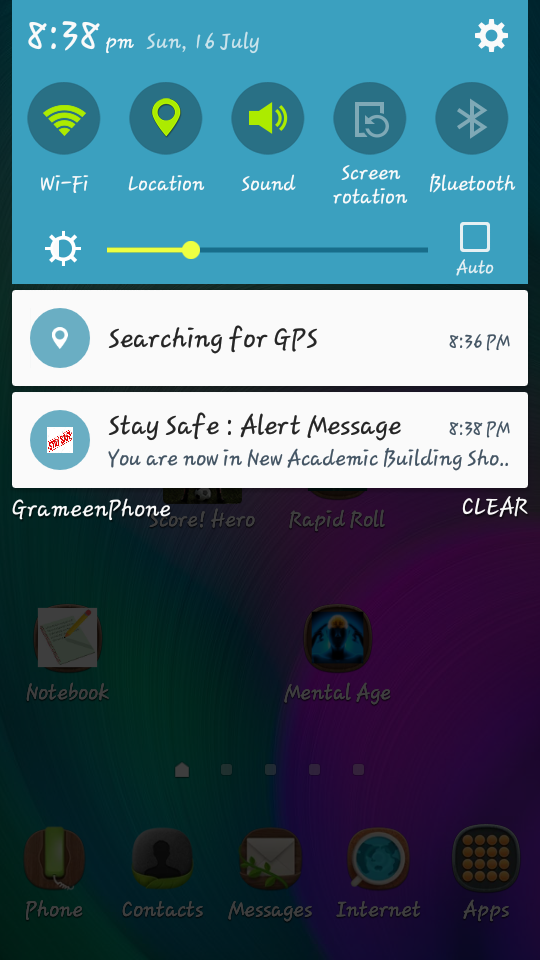 8:38 pm Sun, 16 July
Wi-Fi Location Sound Screen rotation Bluetooth
Auto
Searching for GPS 8:36 PM
Stay Safe : Alert Message 8:38 PM
You are now in New Academic Building Sho..
GrameenPhone CLEAR
Score! Hero Rapid Roll
Notebook Mental Age
Phone Contacts Messages Internet Apps